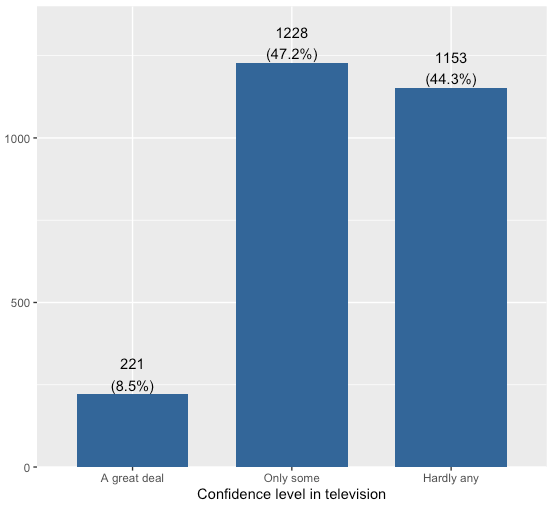 1228
(47.2%)
1153
(44.3%)
1000
500
221
(8.5%)
0
A great deal
Only some
Hardly any
Confidence level in television